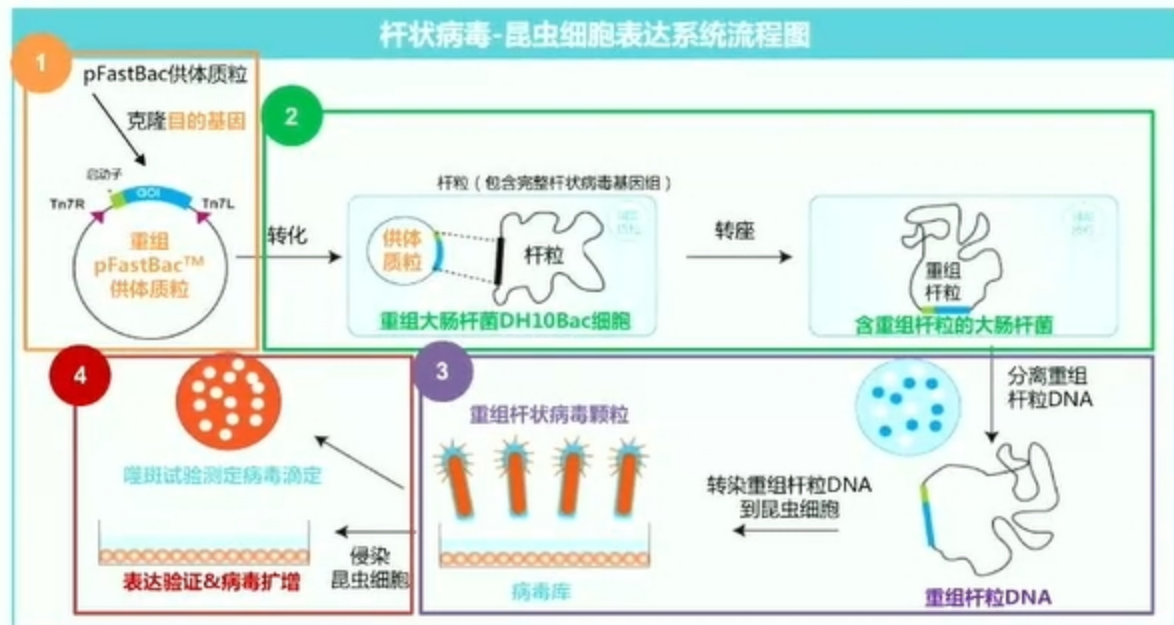 杆状病毒-昆虫细胞表达系统流程图
1
pFastBac供体质粒
克隆目的基因
启动子
GOI
Tn7R
Tn7L
重组
pFastBac™
供体质粒
转化
2
杆粒（包含完整杆状病毒基因组）
供体
质粒
杆粒
重组大肠杆菌DH10Bac细胞
转座
重组
杆粒
含重组杆粒的大肠杆菌
分离重组
杆粒DNA
重组杆粒DNA
3
转染重组杆粒DNA
到昆虫细胞
重组杆状病毒颗粒
病毒库
4
噬斑试验测定病毒滴定
侵染
昆虫细胞
表达验证&病毒扩增